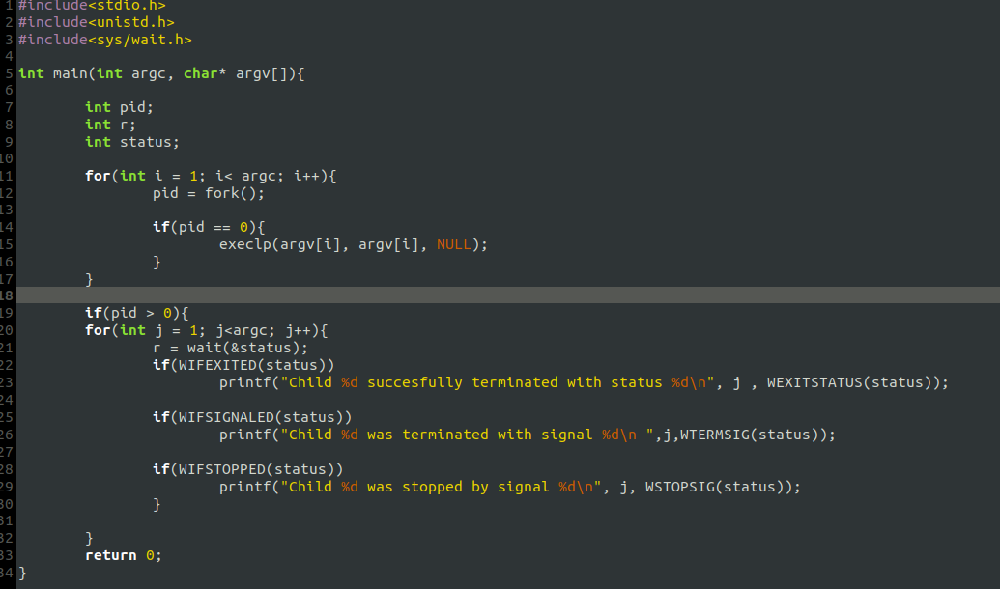 1 #include<stdio.h>
2 #include<unistd.h>
3 #include<sys/wait.h>
4
5 int main(int argc, char* argv[]){
6
7         int pid;
8         int r;
9         int status;
10
11         for(int i = 1; i< argc; i++){
12                 pid = fork();
13
14                 if(pid == 0){
15                         execlp(argv[i], argv[i], NULL);
16                 }
17         }
18
19         if(pid > 0){
20         for(int j = 1; j<argc; j++){
21                 r = wait(&status);
22                 if(WIFEXITED(status))
23                         printf("Child %d succesfully terminated with status %d\n", j , WEXITSTATUS(status));
24
25                 if(WIFSIGNALED(status))
26                         printf("Child %d was terminated with signal %d\n ",j,WTERMSIG(status));
27
28                 if(WIFSTOPPED(status))
29                         printf("Child %d was stopped by signal %d\n", j, WSTOPSIG(status));
30                 }
31
32         }
33         return 0;
34 }